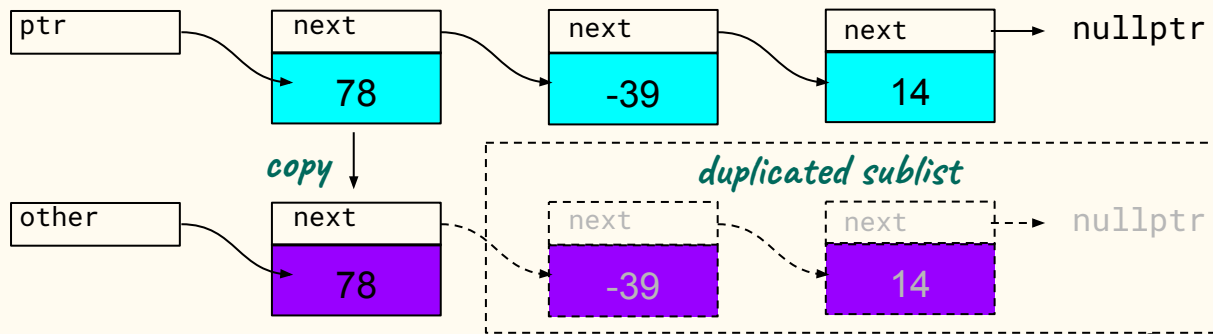 ptr
next
next
next
nullptr
78
-39
14
copy
duplicated sublist
other
next
next
next
nullptr
78
-39
14